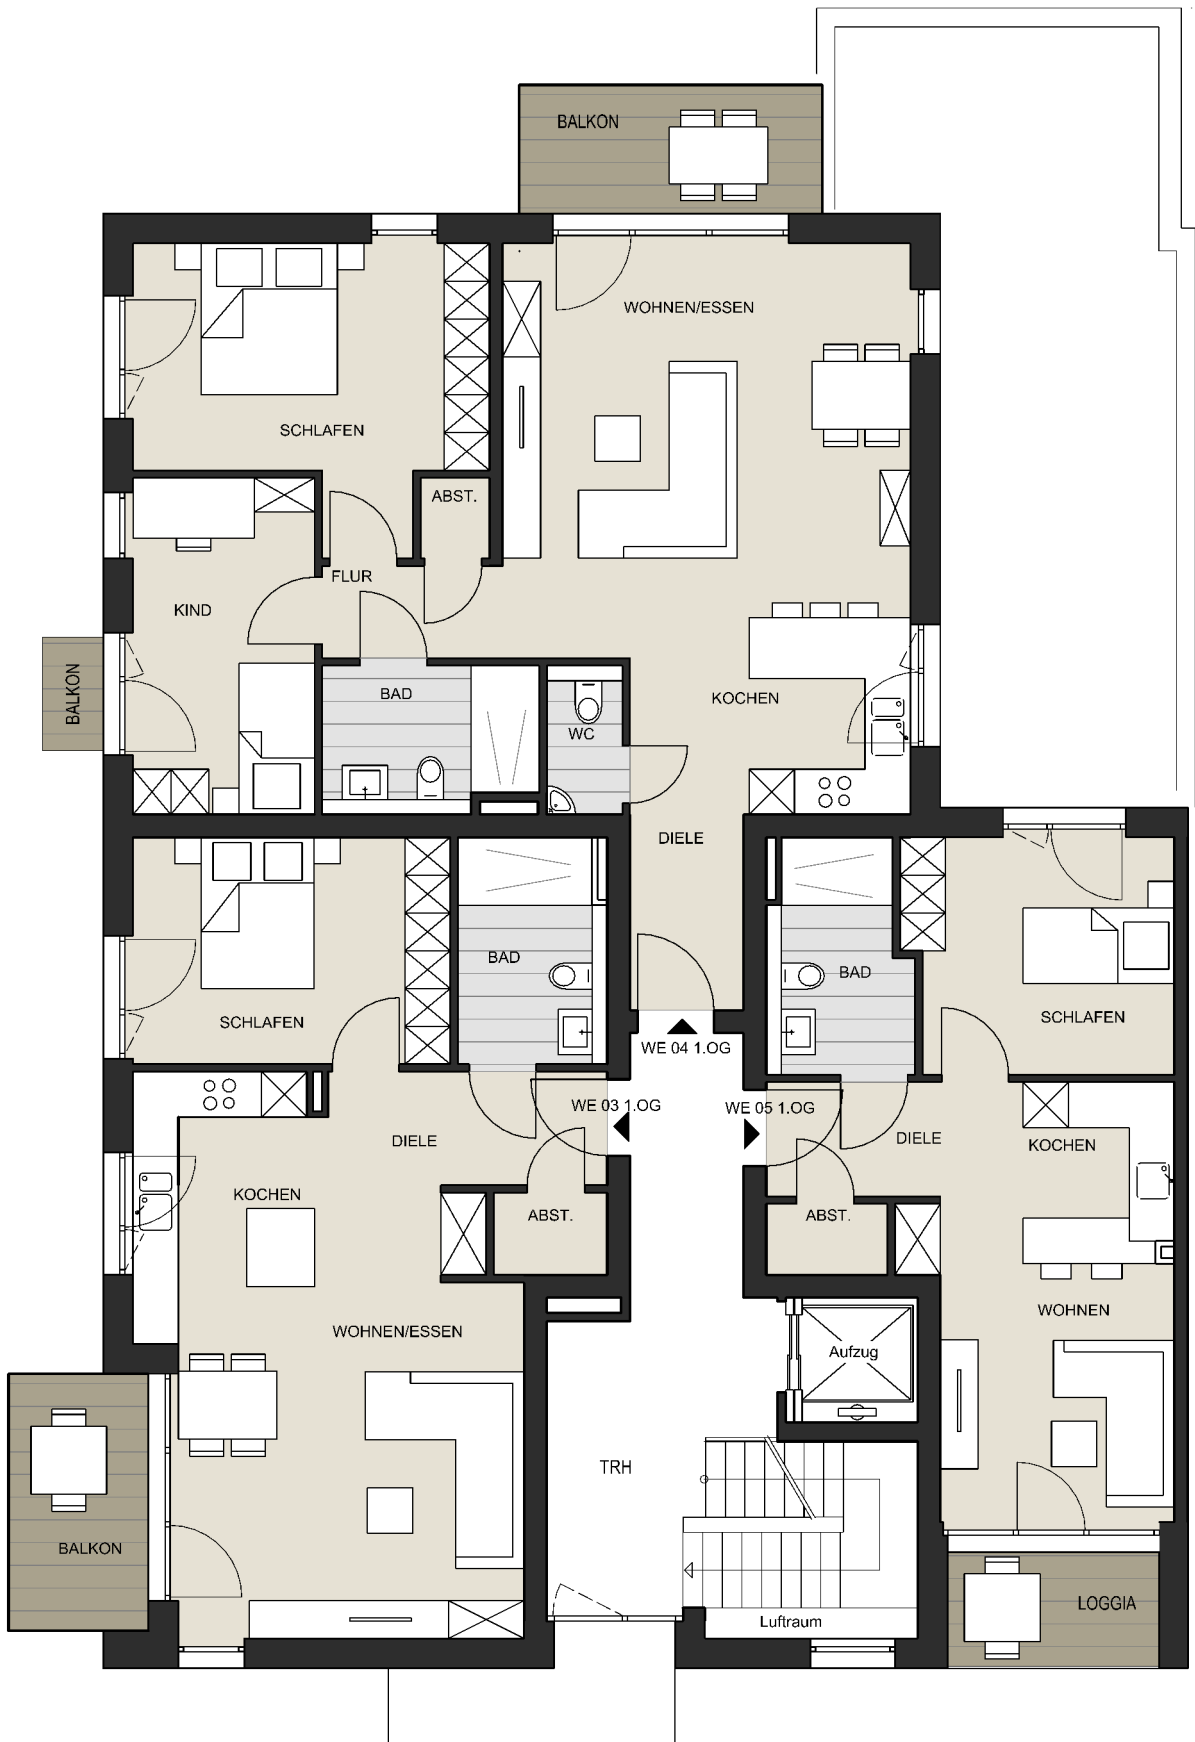 BALKON
WOHNEN/ESSEN
SCHLAFEN
ABST.
FLUR
KIND
BALKON
BAD
KOCHEN
WC
DIELE
BAD
BAD
SCHLAFEN
SCHLAFEN
WE 04 1.OG
WE 03 1.OG
WE 05 1.OG
DIELE
DIELE
KOCHEN
KOCHEN
ABST.
ABST.
WOHNEN
WOHNEN/ESSEN
Aufzug
TRH
BALKON
LOGGIA
Luftraum